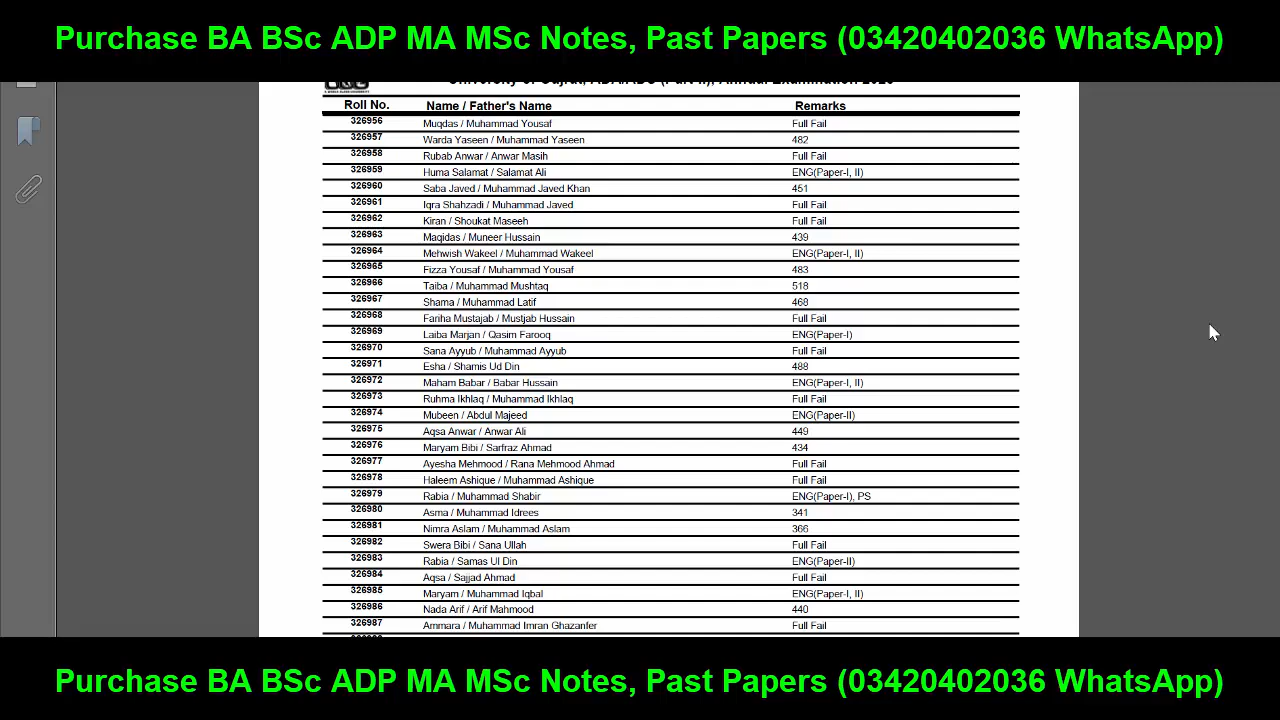 Purchase BA BSc ADP MA MSc Notes, Past Papers (03420402036 WhatsApp)
Roll No. Name / Father's Name Remarks
326956 Muqdas / Muhammad Yousaf Full Fail
326957 Warda Yaseen / Muhammad Yaseen 482
326958 Rubab Anwar / Anwar Masih Full Fail
326959 Huma Salamat / Salamat Ali ENG(Paper-I, II)
326960 Saba Javed / Muhammad Javed Khan 451
326961 Iqra Shahzadi / Muhammad Javed Full Fail
326962 Kiran / Shoukat Maseeh Full Fail
326963 Maqidas / Muneer Hussain 439
326964 Mehwish Wakeel / Muhammad Wakeel ENG(Paper-I, II)
326965 Fizza Yousaf / Muhammad Yousaf 483
326966 Taiba / Muhammad Mushtaq 518
326967 Shama / Muhammad Latif 468
326968 Fariha Mustajab / Mustjab Hussain Full Fail
326969 Laiba Marjan / Qasim Farooq ENG(Paper-I)
326970 Sana Ayyub / Muhammad Ayyub Full Fail
326971 Esha / Shamis Ud Din 488
326972 Maham Babar / Babar Hussain ENG(Paper-I, II)
326973 Ruhma Ikhlaq / Muhammad Ikhlaq Full Fail
326974 Mubeen / Abdul Majeed ENG(Paper-II)
326975 Aqsa Anwar / Anwar Ali 449
326976 Maryam Bibi / Sarfraz Ahmad 434
326977 Ayesha Mehmood / Rana Mehmood Ahmad Full Fail
326978 Haleem Ashique / Muhammad Ashique Full Fail
326979 Rabia / Muhammad Shabir ENG(Paper-I), PS
326980 Asma / Muhammad Idrees 341
326981 Nimra Aslam / Muhammad Aslam 366
326982 Swera Bibi / Sana Ullah Full Fail
326983 Rabia / Samas Ul Din ENG(Paper-II)
326984 Aqsa / Sajjad Ahmad Full Fail
326985 Maryam / Muhammad Iqbal ENG(Paper-I, II)
326986 Nada Arif / Arif Mahmood 440
326987 Ammara / Muhammad Imran Ghazanfer Full Fail
Purchase BA BSc ADP MA MSc Notes, Past Papers (03420402036 WhatsApp)